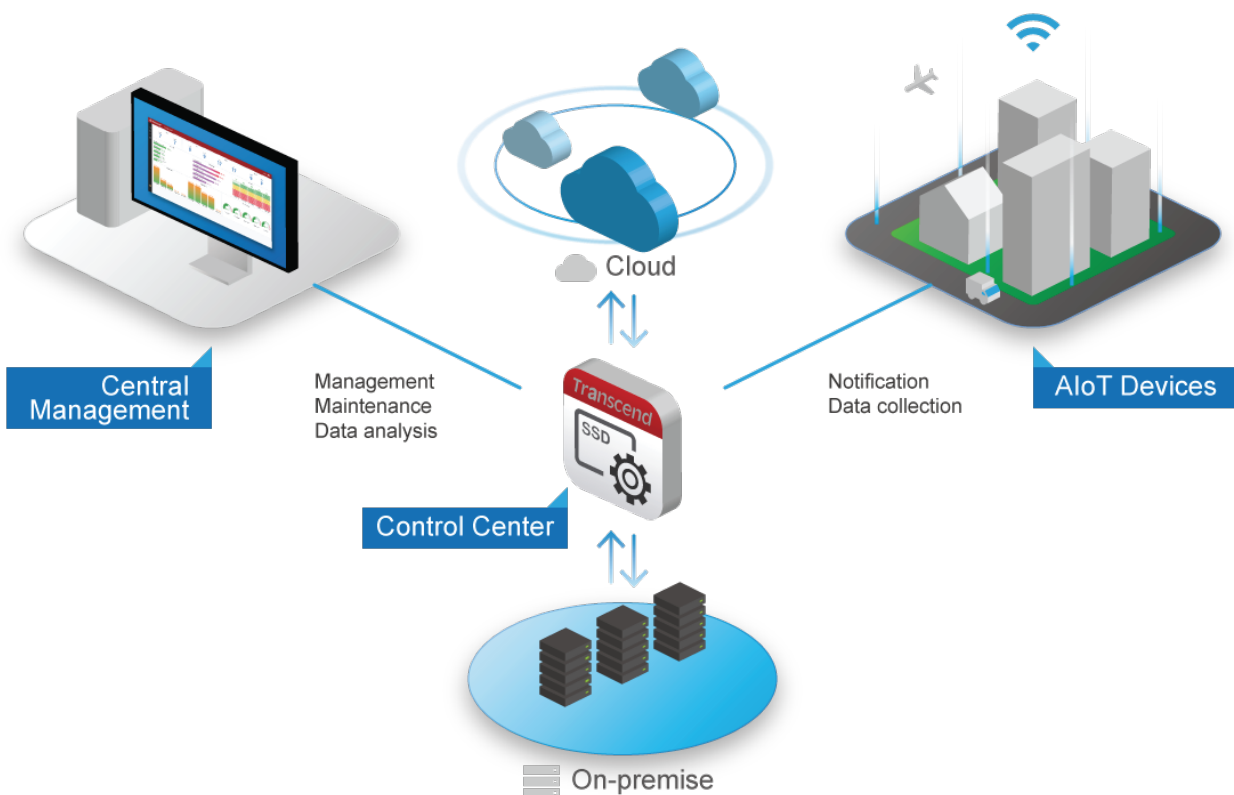 Cloud
Central
Management
Management
Maintenance
Data analysis
Notification
Data collection
AIoT Devices
Transcend
SSD
Control Center
On-premise